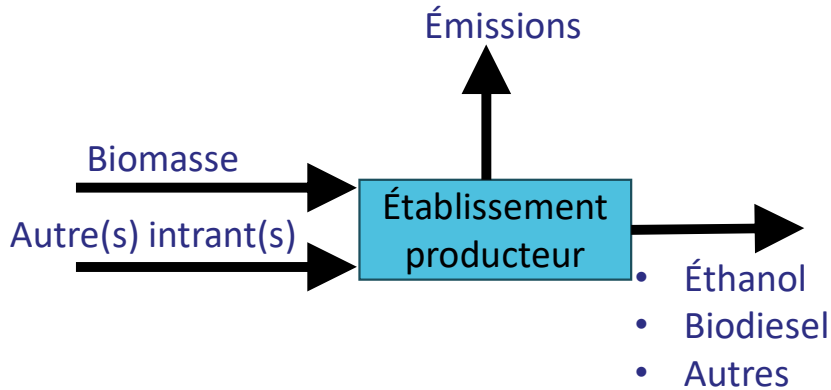 Émissions
Biomasse
Autre(s) intrant(s)
Établissement
producteur
• Éthanol
• Biodiesel
• Autres